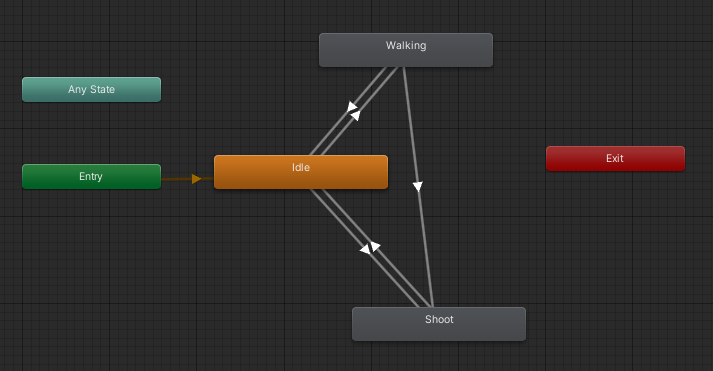 Walking
Any State
Idle
Exit
Entry
Shoot